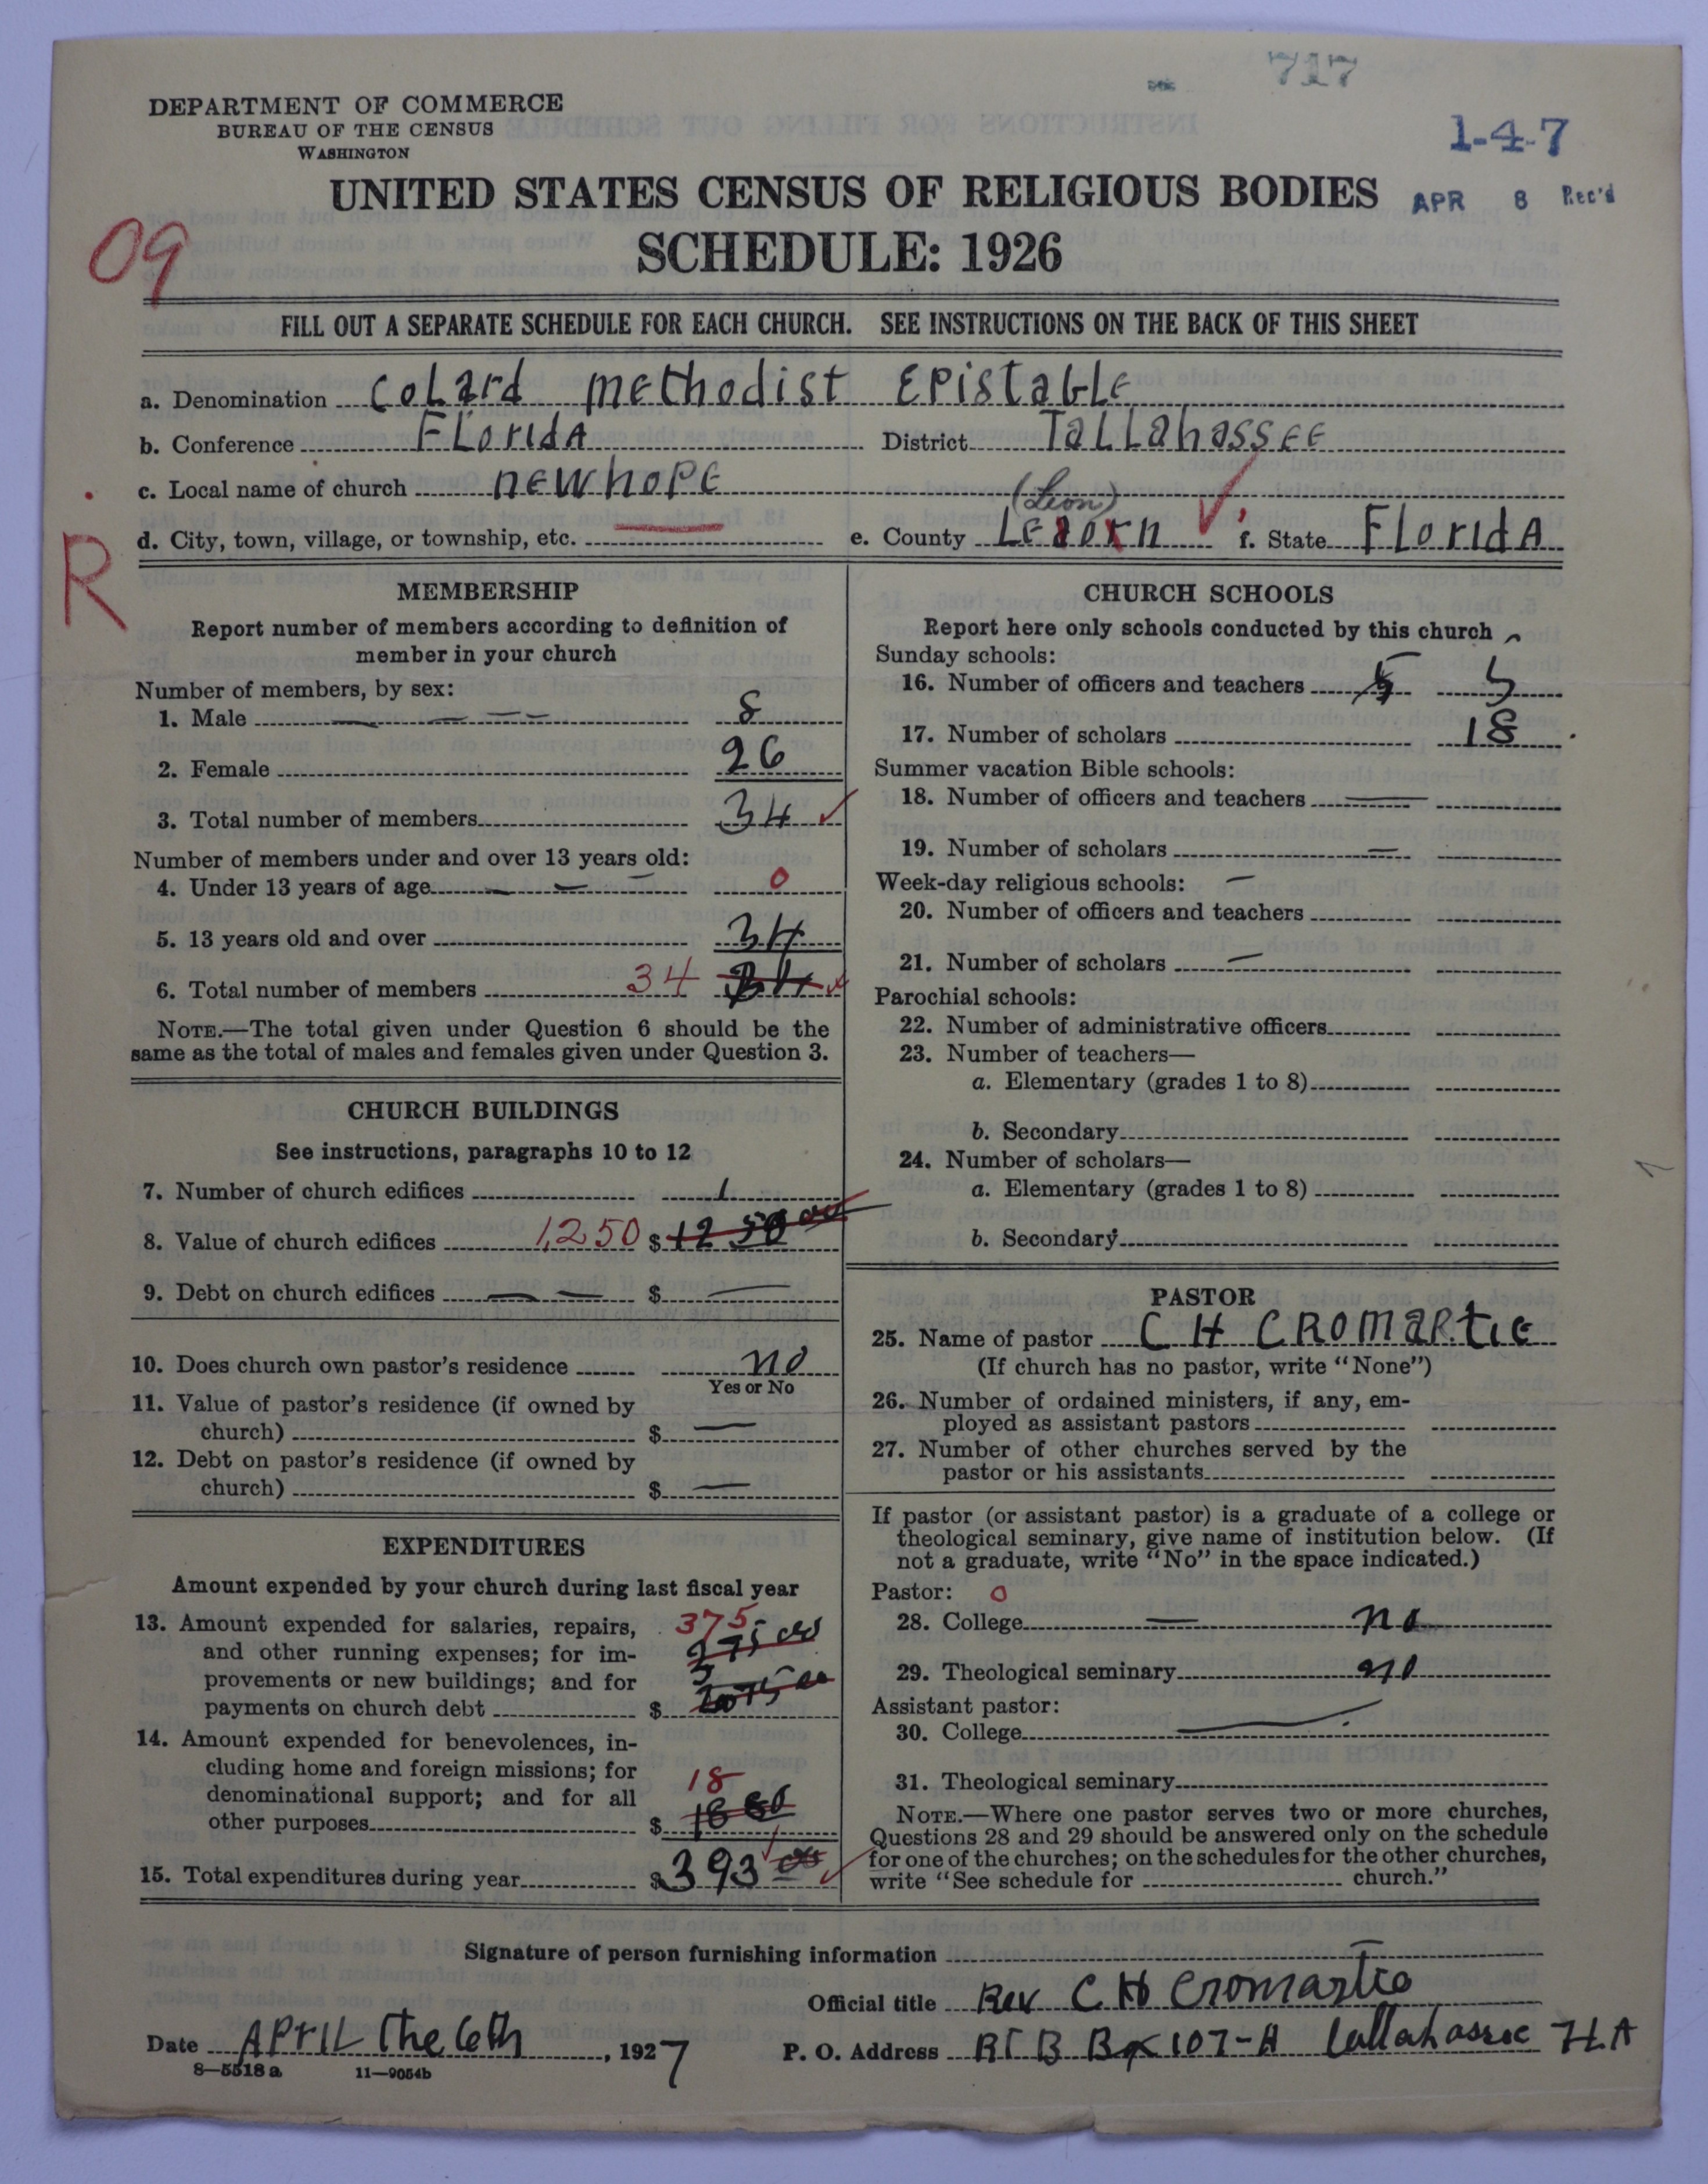 717
DEPARTMENT OF COMMERCE
BUREAU OF THE CENSUS
WASHINGTON
1-4-7
UNITED STATES CENSUS OF RELIGIOUS BODIES
APR 8 Rec'd
SCHEDULE: 1926
09
FILL OUT A SEPARATE SCHEDULE FOR EACH CHURCH. SEE INSTRUCTIONS ON THE BACK OF THIS SHEET
a. Denomination Colard Methodist Epistable
b. Conference Florida District Tallahassee
c. Local name of church newhope
(Leon)
d. City, town, village, or township, etc. e. County f. State Florida
R
MEMBERSHIP
Report number of members according to definition of
member in your church
Number of members, by sex:
1. Male 8
2. Female 26
3. Total number of members 34
Number of members under and over 13 years old:
4. Under 13 years of age 0
5. 13 years old and over 34
6. Total number of members 34 34
NOTE.—The total given under Question 6 should be the
same as the total of males and females given under Question 3.
CHURCH BUILDINGS
See instructions, paragraphs 10 to 12
7. Number of church edifices 1
8. Value of church edifices 1,250 $ 12 50 00
9. Debt on church edifices — — $ —
10. Does church own pastor's residence no
Yes or No
11. Value of pastor's residence (if owned by
church) $ —
12. Debt on pastor's residence (if owned by
church) $ —
EXPENDITURES
Amount expended by your church during last fiscal year
13. Amount expended for salaries, repairs, 375
and other running expenses; for im-
provements or new buildings; and for
payments on church debt $
14. Amount expended for benevolences, in-
cluding home and foreign missions; for 18
denominational support; and for all
other purposes $
15. Total expenditures during year $ 393 00
CHURCH SCHOOLS
Report here only schools conducted by this church
Sunday schools:
16. Number of officers and teachers 5 5
17. Number of scholars 18
Summer vacation Bible schools:
18. Number of officers and teachers
19. Number of scholars
Week-day religious schools: —
20. Number of officers and teachers
21. Number of scholars —
Parochial schools:
22. Number of administrative officers
23. Number of teachers—
a. Elementary (grades 1 to 8)
b. Secondary
24. Number of scholars—
a. Elementary (grades 1 to 8)
b. Secondary
PASTOR
25. Name of pastor C H Cromartie
(If church has no pastor, write "None")
26. Number of ordained ministers, if any, em-
ployed as assistant pastors
27. Number of other churches served by the
pastor or his assistants
If pastor (or assistant pastor) is a graduate of a college or
theological seminary, give name of institution below. (If
not a graduate, write "No" in the space indicated.)
Pastor: 0
28. College no
29. Theological seminary no
Assistant pastor:
30. College
31. Theological seminary
NOTE.—Where one pastor serves two or more churches,
Questions 28 and 29 should be answered only on the schedule
for one of the churches; on the schedules for the other churches,
write "See schedule for church."
Signature of person furnishing information
Official title Rev C H Cromartie
Date April the 6th, 1927 P. O. Address RT B Box 107-A Tallahassee FLA
8—5518 a 11—9054b